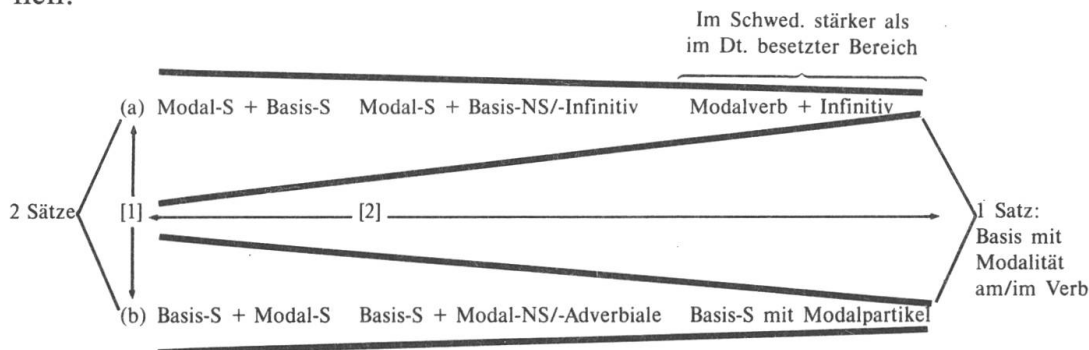 nen:
Im Schwed. stärker als
im Dt. besetzter Bereich
(a) Modal-S + Basis-S Modal-S + Basis-NS/-Infinitiv Modalverb + Infinitiv
2 Sätze [1] [2] 1 Satz:
Basis mit
Modalität
am/im Verb
(b) Basis-S + Modal-S Basis-S + Modal-NS/-Adverbiale Basis-S mit Modalpartikel